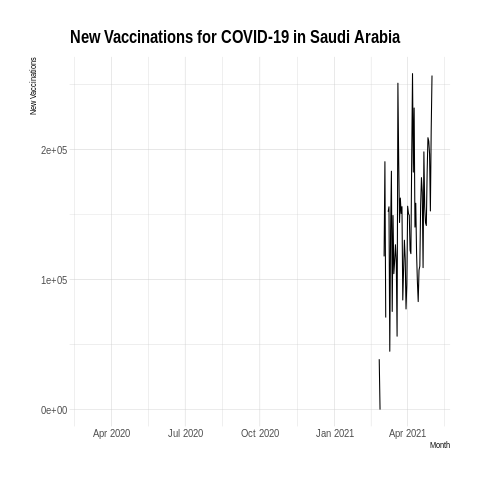 New Vaccinations for COVID-19 in Saudi Arabia
New Vaccinations
2e+05
1e+05
0e+00
Apr 2020 Jul 2020 Oct 2020 Jan 2021 Apr 2021
Month